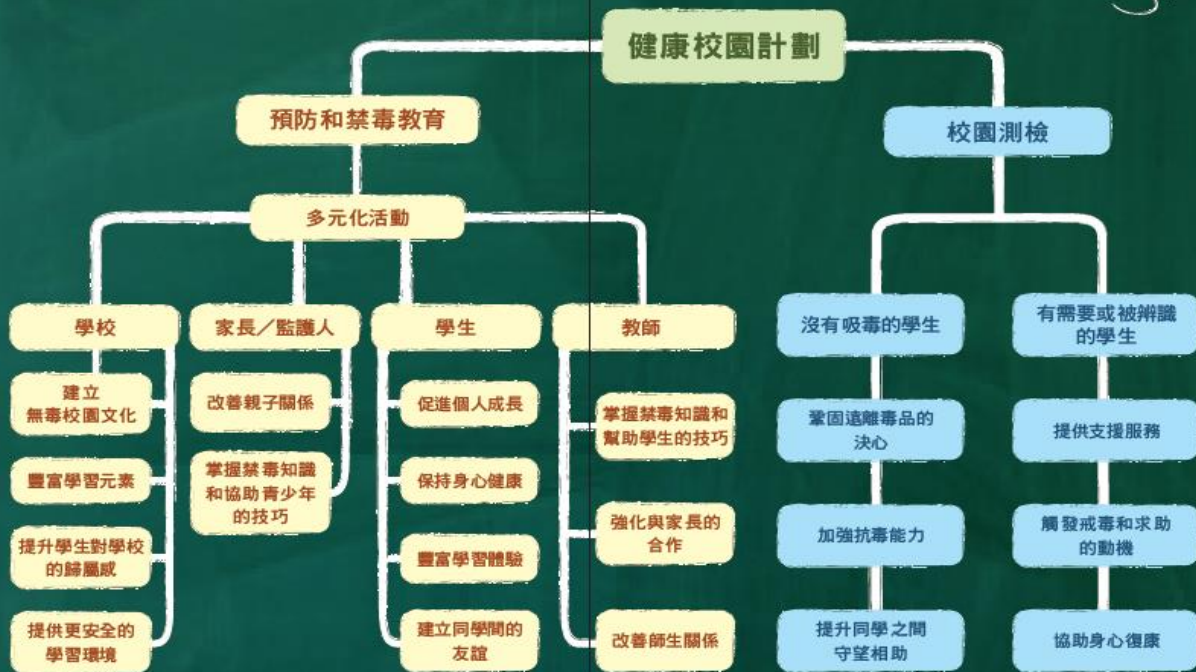 健康校園計劃
預防和禁毒教育
多元化活動
學校
建立
無毒校園文化
豐富學習元素
提升學生對學校
的歸屬感
提供更安全的
學習環境
家長／監護人
改善親子關係
掌握禁毒知識
和協助青少年
的技巧
學生
促進個人成長
保持身心健康
豐富學習體驗
建立同學間的
友誼
教師
掌握禁毒知識和
幫助學生的技巧
強化與家長的
合作
改善師生關係
校園測檢
沒有吸毒的學生
鞏固遠離毒品的
決心
加強抗毒能力
提升同學之間
守望相助
有需要或被辨識
的學生
提供支援服務
觸發戒毒和求助
的動機
協助身心復康